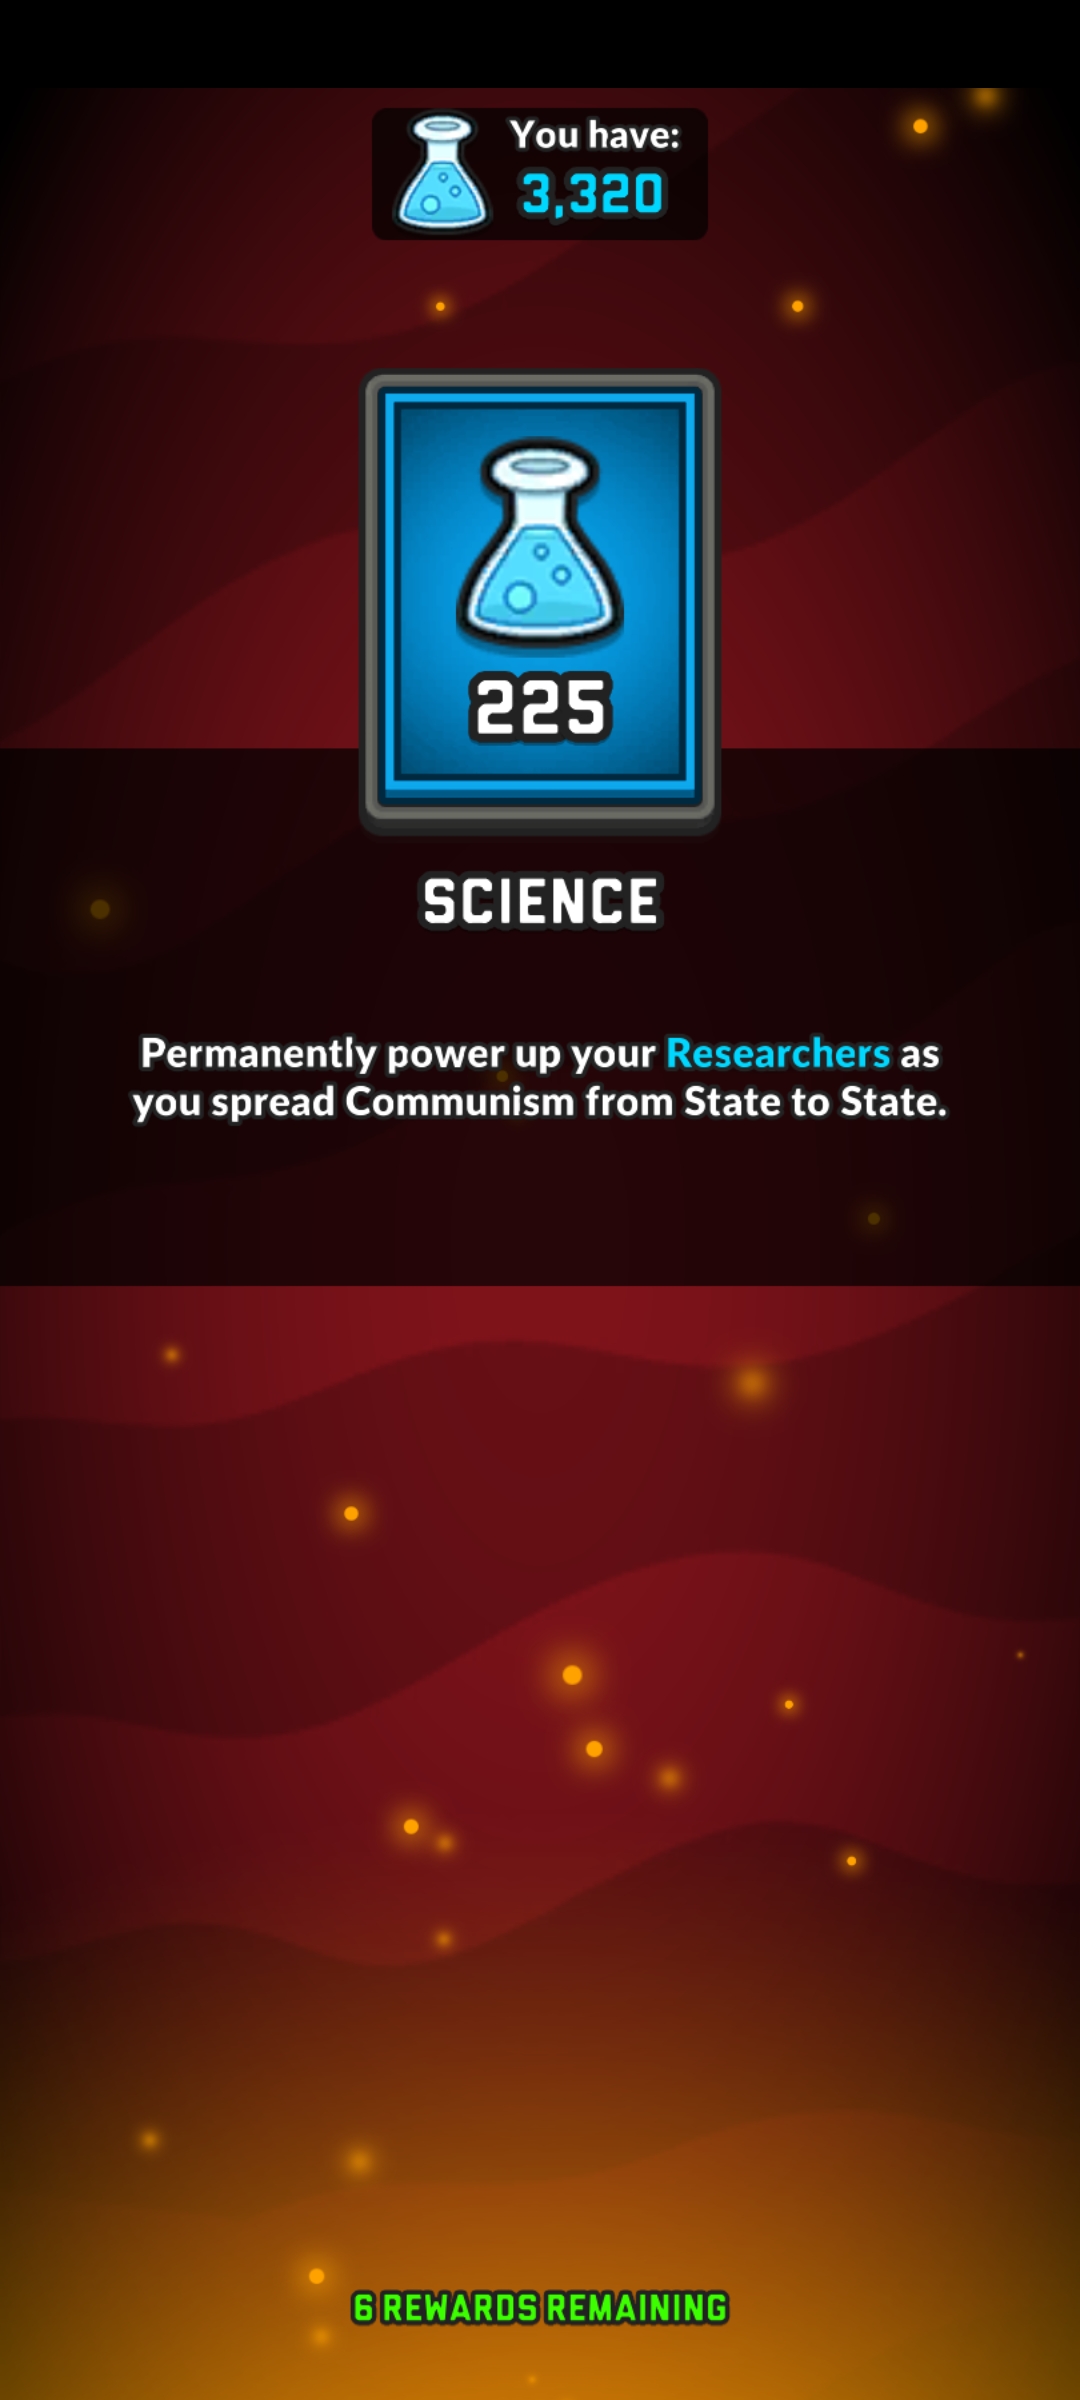 You have:
3,320
225
SCIENCE
Permanently power up your Researchers as
you spread Communism from State to State.
6 REWARDS REMAINING